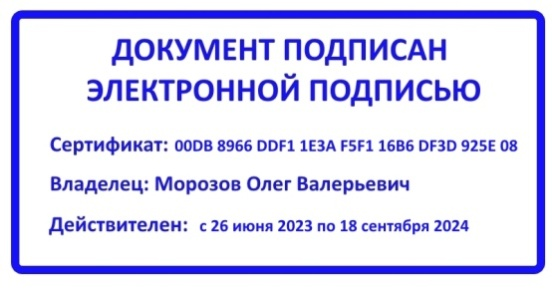 ДОКУМЕНТ ПОДПИСАН
ЭЛЕКТРОННОЙ ПОДПИСЬЮ
Сертификат: 00DB 8966 DDF1 1E3A F5F1 16B6 DF3D 925E 08
Владелец: Морозов Олег Валерьевич
Действителен: с 26 июня 2023 по 18 сентября 2024